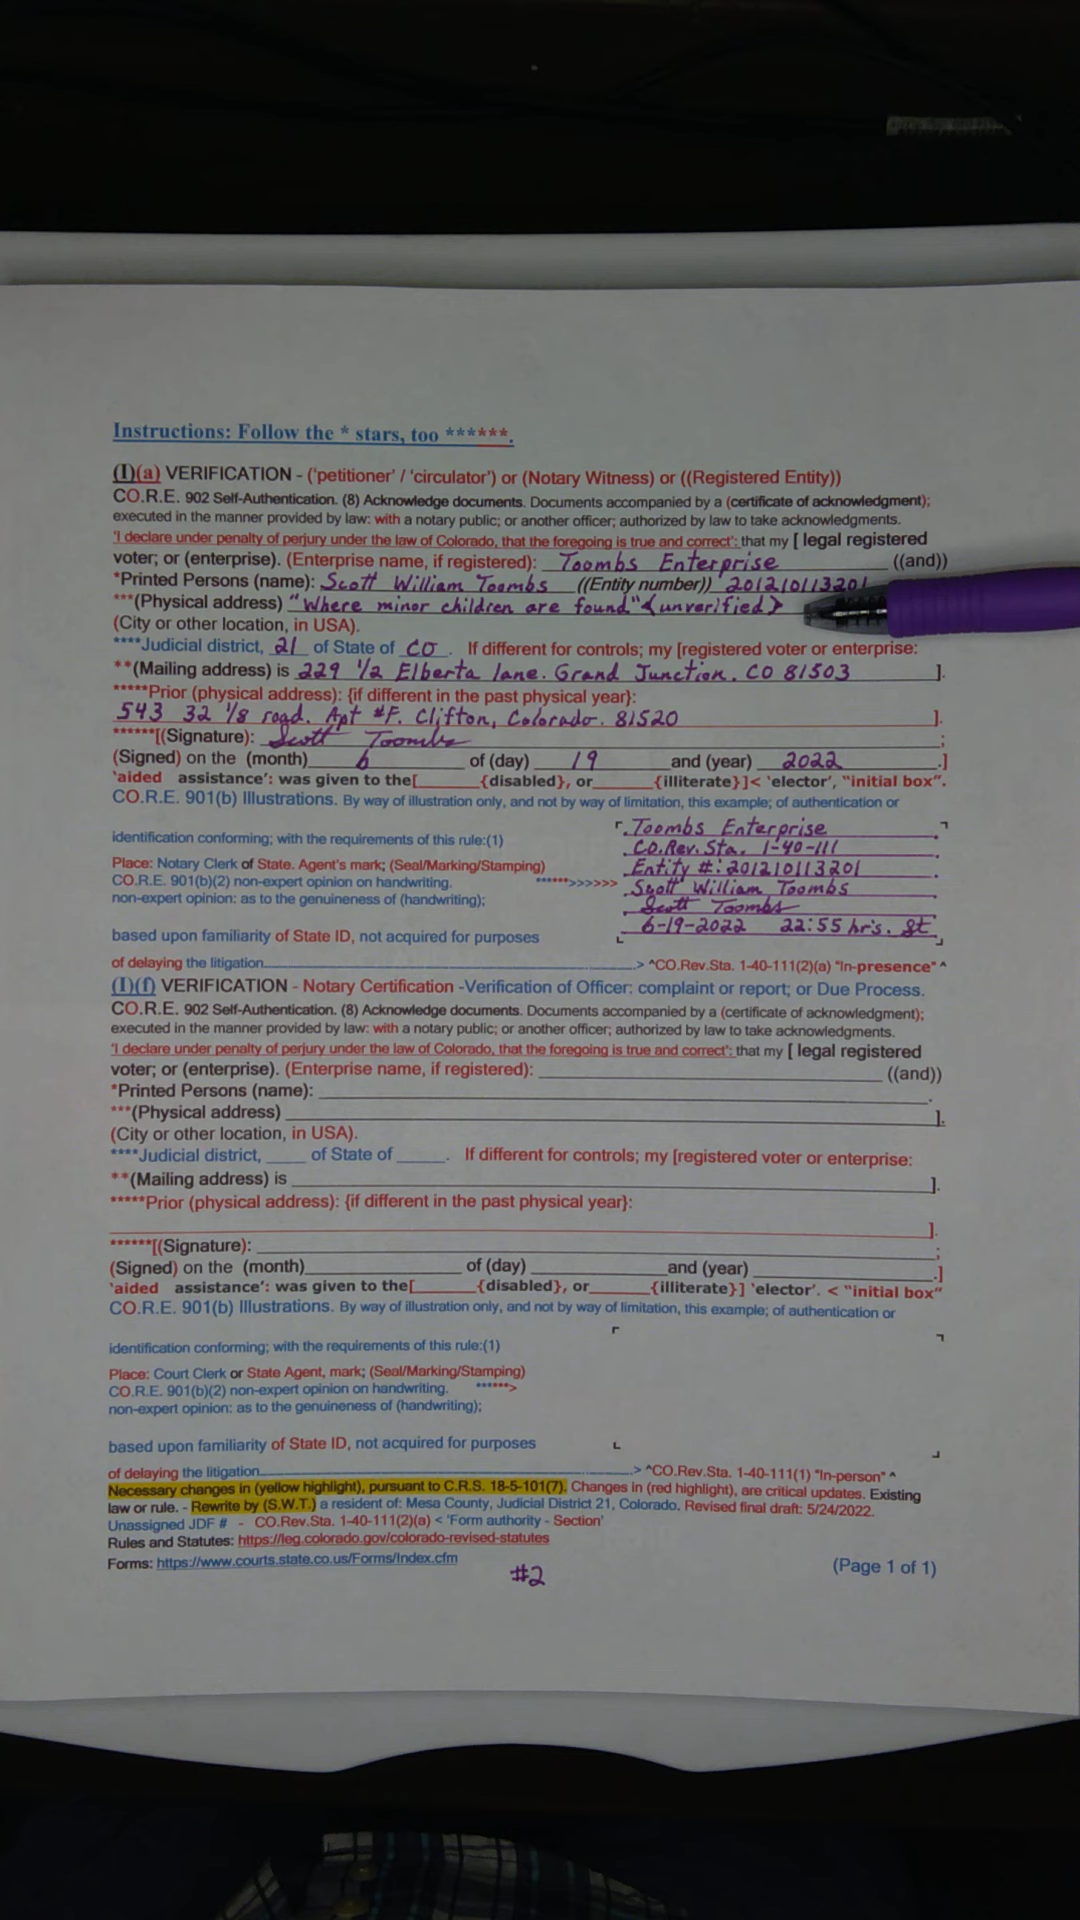 Instructions: Follow the * stars, too ******.
(I)(a) VERIFICATION - ('petitioner' / 'circulator') or (Notary Witness) or ((Registered Entity))
CO.R.E. 902 Self-Authentication. (8) Acknowledge documents. Documents accompanied by a (certificate of acknowledgment);
executed in the manner provided by law: with a notary public; or another officer; authorized by law to take acknowledgments.
'I declare under penalty of perjury under the law of Colorado, that the foregoing is true and correct': that my [ legal registered
voter; or (enterprise). (Enterprise name, if registered): Toombs Enterprise ((and))
*Printed Persons (name): Scott William Toombs ((Entity number)) 201210113201
***(Physical address) "Where minor children are found" <unverified>
(City or other location, in USA).
****Judicial district, 21 of State of CO. If different for controls; my [registered voter or enterprise:
**(Mailing address) is 229 1/2 Elberta lane. Grand Junction. CO 81503 ].
*****Prior (physical address): {if different in the past physical year}:
543 32 1/8 road. Apt #F. Clifton, Colorado. 81520 ].
******[(Signature): Scott Toombs ;
(Signed) on the (month) 6 of (day) 19 and (year) 2022 .]
'aided assistance': was given to the[______{disabled}, or______{illiterate}]< 'elector', "initial box".
CO.R.E. 901(b) Illustrations. By way of illustration only, and not by way of limitation, this example; of authentication or
identification conforming; with the requirements of this rule:(1)
Toombs Enterprise
CO.Rev.Sta. 1-40-111
Place: Notary Clerk of State. Agent's mark; (Seal/Marking/Stamping)
Entity #: 201210113201
CO.R.E. 901(b)(2) non-expert opinion on handwriting. ******>>>>>>
Scott William Toombs
non-expert opinion: as to the genuineness of (handwriting);
Scott Toombs
6-19-2022 22:55 hr's. St
based upon familiarity of State ID, not acquired for purposes
of delaying the litigation.......> ^CO.Rev.Sta. 1-40-111(2)(a) "In-presence" ^
(I)(f) VERIFICATION - Notary Certification -Verification of Officer: complaint or report; or Due Process.
CO.R.E. 902 Self-Authentication. (8) Acknowledge documents. Documents accompanied by a (certificate of acknowledgment);
executed in the manner provided by law: with a notary public; or another officer; authorized by law to take acknowledgments.
'I declare under penalty of perjury under the law of Colorado, that the foregoing is true and correct': that my [ legal registered
voter; or (enterprise). (Enterprise name, if registered): ______ ((and))
*Printed Persons (name): ______.
***(Physical address) ______].
(City or other location, in USA).
****Judicial district, ____ of State of _____. If different for controls; my [registered voter or enterprise:
**(Mailing address) is ______].
*****Prior (physical address): {if different in the past physical year}:
______].
******[(Signature): ______;
(Signed) on the (month)______ of (day) ______and (year) ______.]
'aided assistance': was given to the[______{disabled}, or______{illiterate}] 'elector'. < "initial box"
CO.R.E. 901(b) Illustrations. By way of illustration only, and not by way of limitation, this example; of authentication or
identification conforming; with the requirements of this rule:(1)
Place: Court Clerk or State Agent, mark; (Seal/Marking/Stamping)
CO.R.E. 901(b)(2) non-expert opinion on handwriting. ******>
non-expert opinion: as to the genuineness of (handwriting);
based upon familiarity of State ID, not acquired for purposes
of delaying the litigation.......> ^CO.Rev.Sta. 1-40-111(1) "In-person" ^
Necessary changes in (yellow highlight), pursuant to C.R.S. 18-5-101(7). Changes in (red highlight), are critical updates. Existing
law or rule. - Rewrite by (S.W.T.) a resident of: Mesa County, Judicial District 21, Colorado. Revised final draft: 5/24/2022.
Unassigned JDF # - CO.Rev.Sta. 1-40-111(2)(a) < 'Form authority - Section'
Rules and Statutes: https://leg.colorado.gov/colorado-revised-statutes
Forms: https://www.courts.state.co.us/Forms/Index.cfm
#2
(Page 1 of 1)